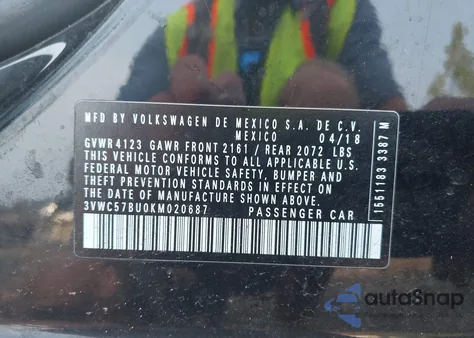 MFD BY VOLKSWAGEN DE MEXICO S.A. DE C.V.
MEXICO 04/18
GVWR 4123 GAWR FRONT 2161 / REAR 2072 LBS
THIS VEHICLE CONFORMS TO ALL APPLICABLE U.S.
FEDERAL MOTOR VEHICLE SAFETY, BUMPER AND
THEFT PREVENTION STANDARDS IN EFFECT ON
THE DATE OF MANUFACTURE SHOWN ABOVE.
3VWC57BU0KM020687 PASSENGER CAR
1551183 3387 M
autoSnap